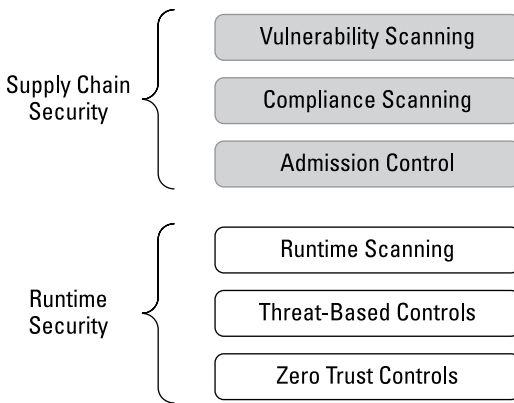 Supply Chain
Security
Vulnerability Scanning
Compliance Scanning
Admission Control
Runtime
Security
Runtime Scanning
Threat-Based Controls
Zero Trust Controls